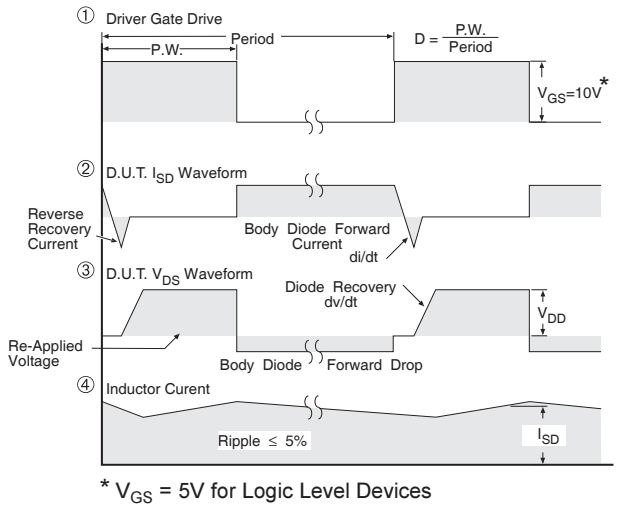 ① Driver Gate Drive
P.W.
Period
D = P.W. / Period
V_GS=10V*
② D.U.T. I_SD Waveform
Reverse
Recovery
Current
Body Diode Forward
Current
di/dt
③ D.U.T. V_DS Waveform
Diode Recovery
dv/dt
V_DD
Re-Applied
Voltage
Body Diode Forward Drop
④ Inductor Curent
Ripple ≤ 5%
I_SD
* V_GS = 5V for Logic Level Devices